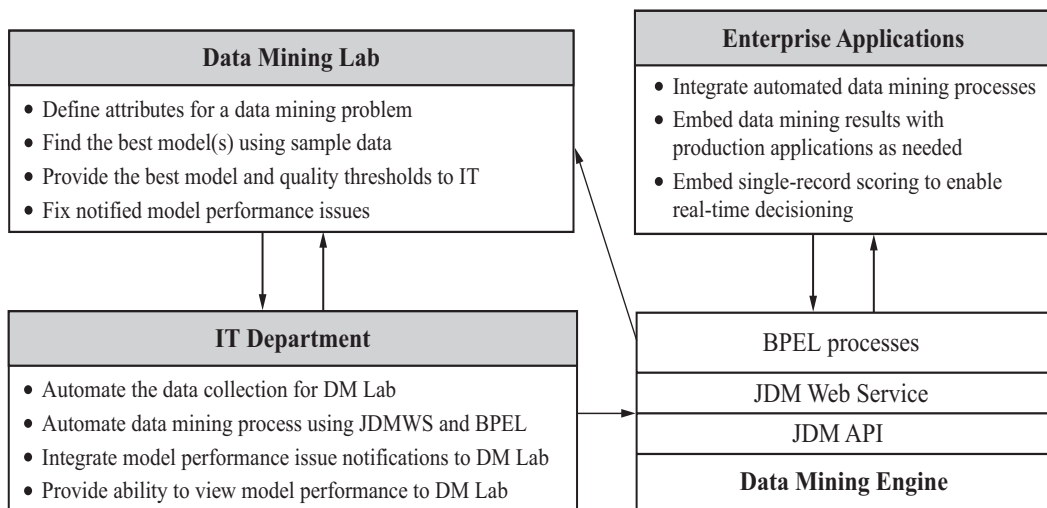 Data Mining Lab
• Define attributes for a data mining problem
• Find the best model(s) using sample data
• Provide the best model and quality thresholds to IT
• Fix notified model performance issues
Enterprise Applications
• Integrate automated data mining processes
• Embed data mining results with
production applications as needed
• Embed single-record scoring to enable
real-time decisioning
IT Department
• Automate the data collection for DM Lab
• Automate data mining process using JDMWS and BPEL
• Integrate model performance issue notifications to DM Lab
• Provide ability to view model performance to DM Lab
BPEL processes
JDM Web Service
JDM API
Data Mining Engine